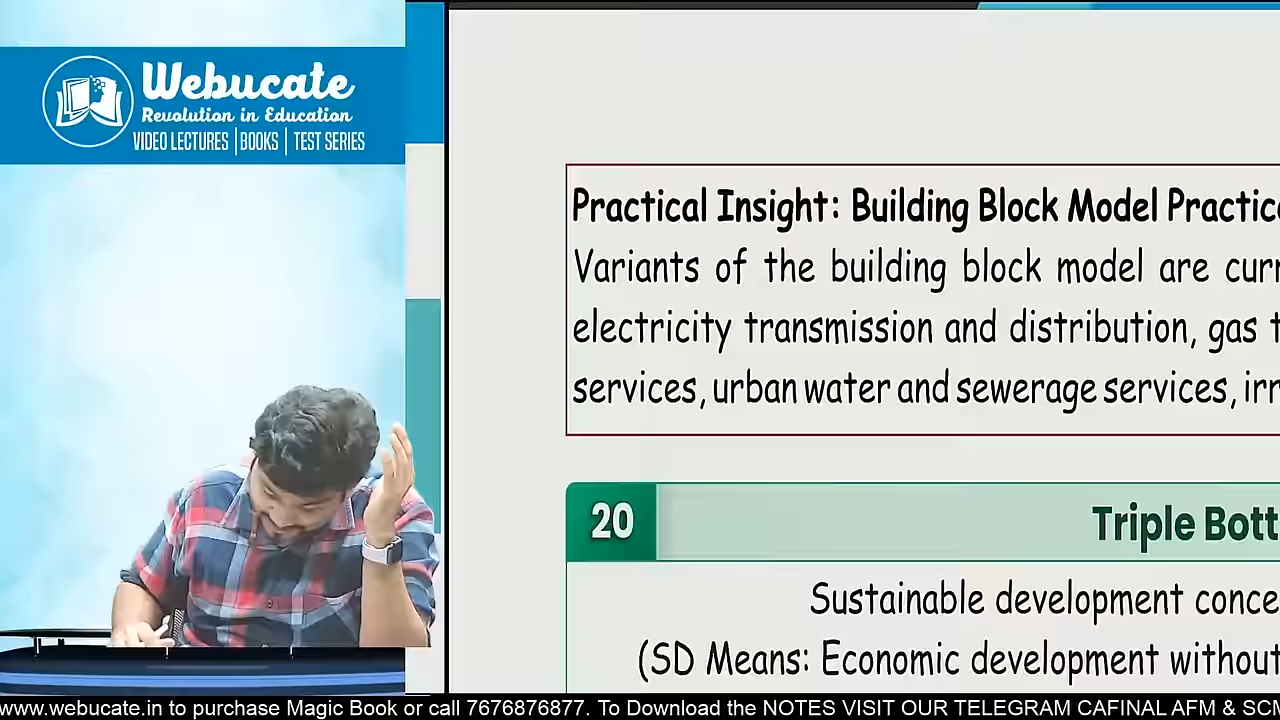 Webucate
Revolution in Education
VIDEO LECTURES | BOOKS | TEST SERIES
Practical Insight: Building Block Model Practic
Variants of the building block model are curr
electricity transmission and distribution, gas t
services, urban water and sewerage services, irr
20
Triple Bott
Sustainable development conce
(SD Means: Economic development without
www.webucate.in to purchase Magic Book or call 7676876877. To Download the NOTES VISIT OUR TELEGRAM CAFINAL AFM & SCM